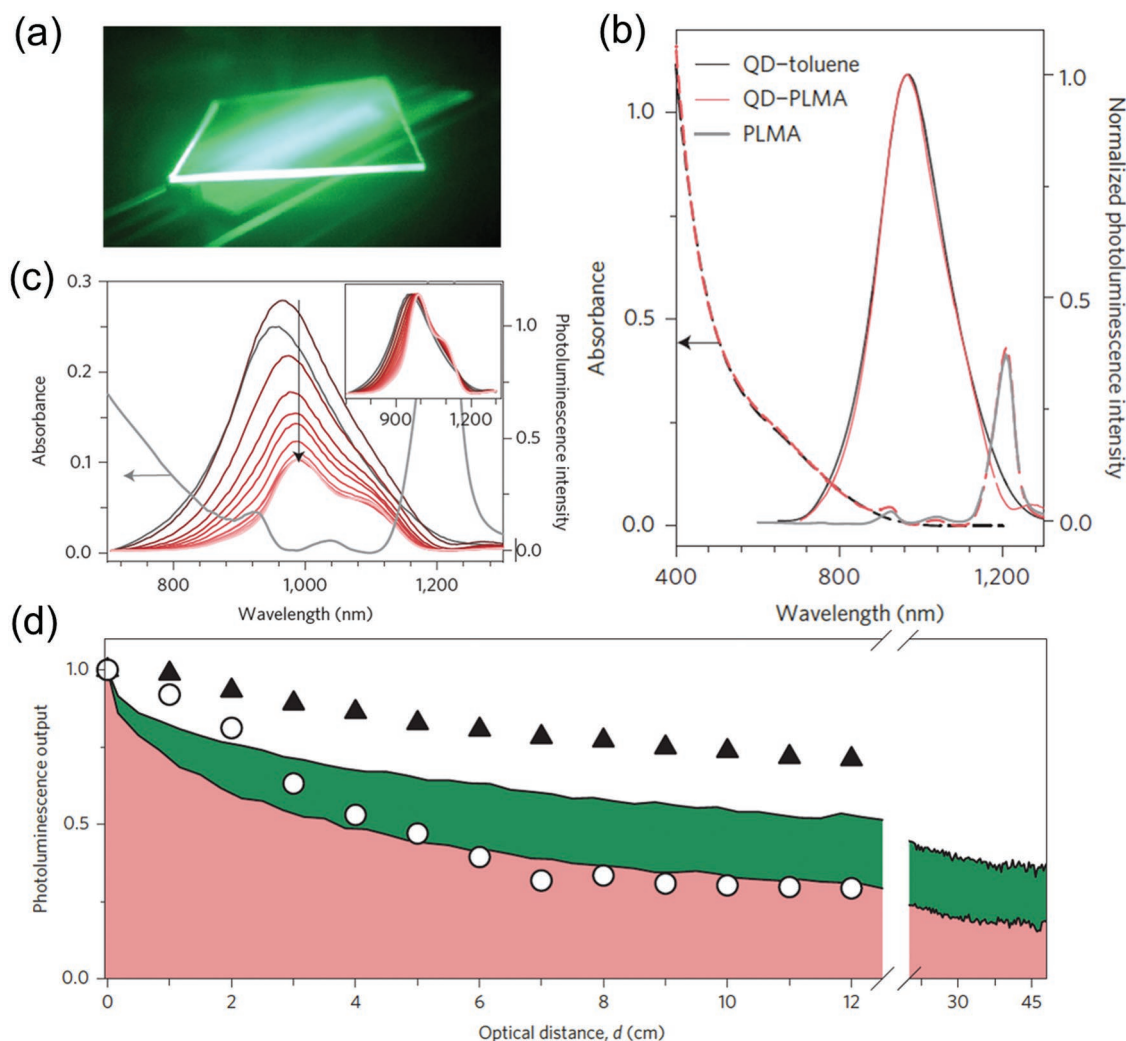 (a)
(b)
QD–toluene
QD–PLMA
PLMA
1.0
0.5
0.0
Absorbance
1.0
0.5
0.0
Normalized photoluminescence intensity
400
800
1,200
Wavelength (nm)
(c)
0.3
0.2
0.1
0.0
Absorbance
900
1,200
1.0
0.5
0.0
Photoluminescence intensity
800
1,000
1,200
Wavelength (nm)
(d)
1.0
0.5
0.0
Photoluminescence output
0
2
4
6
8
10
12
30
45
Optical distance, d (cm)